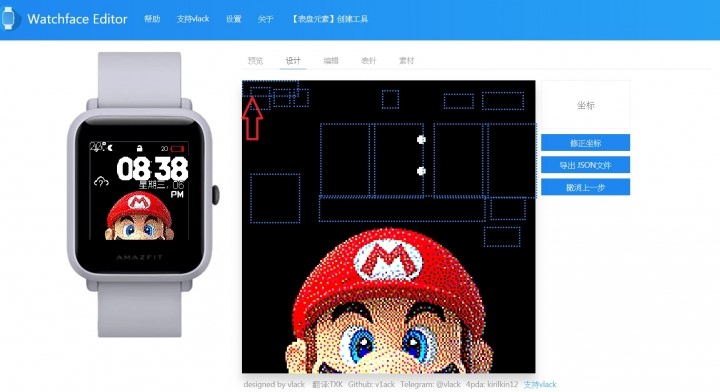 Watchface Editor 帮助 支持vlack 设置 关于 【表盘元素】创建工具
预览 设计 编辑 表针 素材
坐标
修正坐标
导出JSON文件
撤消上一步
20
08:38
星期三, 06
PM
M
AMAZFIT
designed by vlack 翻译:TXK Github: v1ack Telegram: @vlack 4pda: kirilkin12 支持vlack